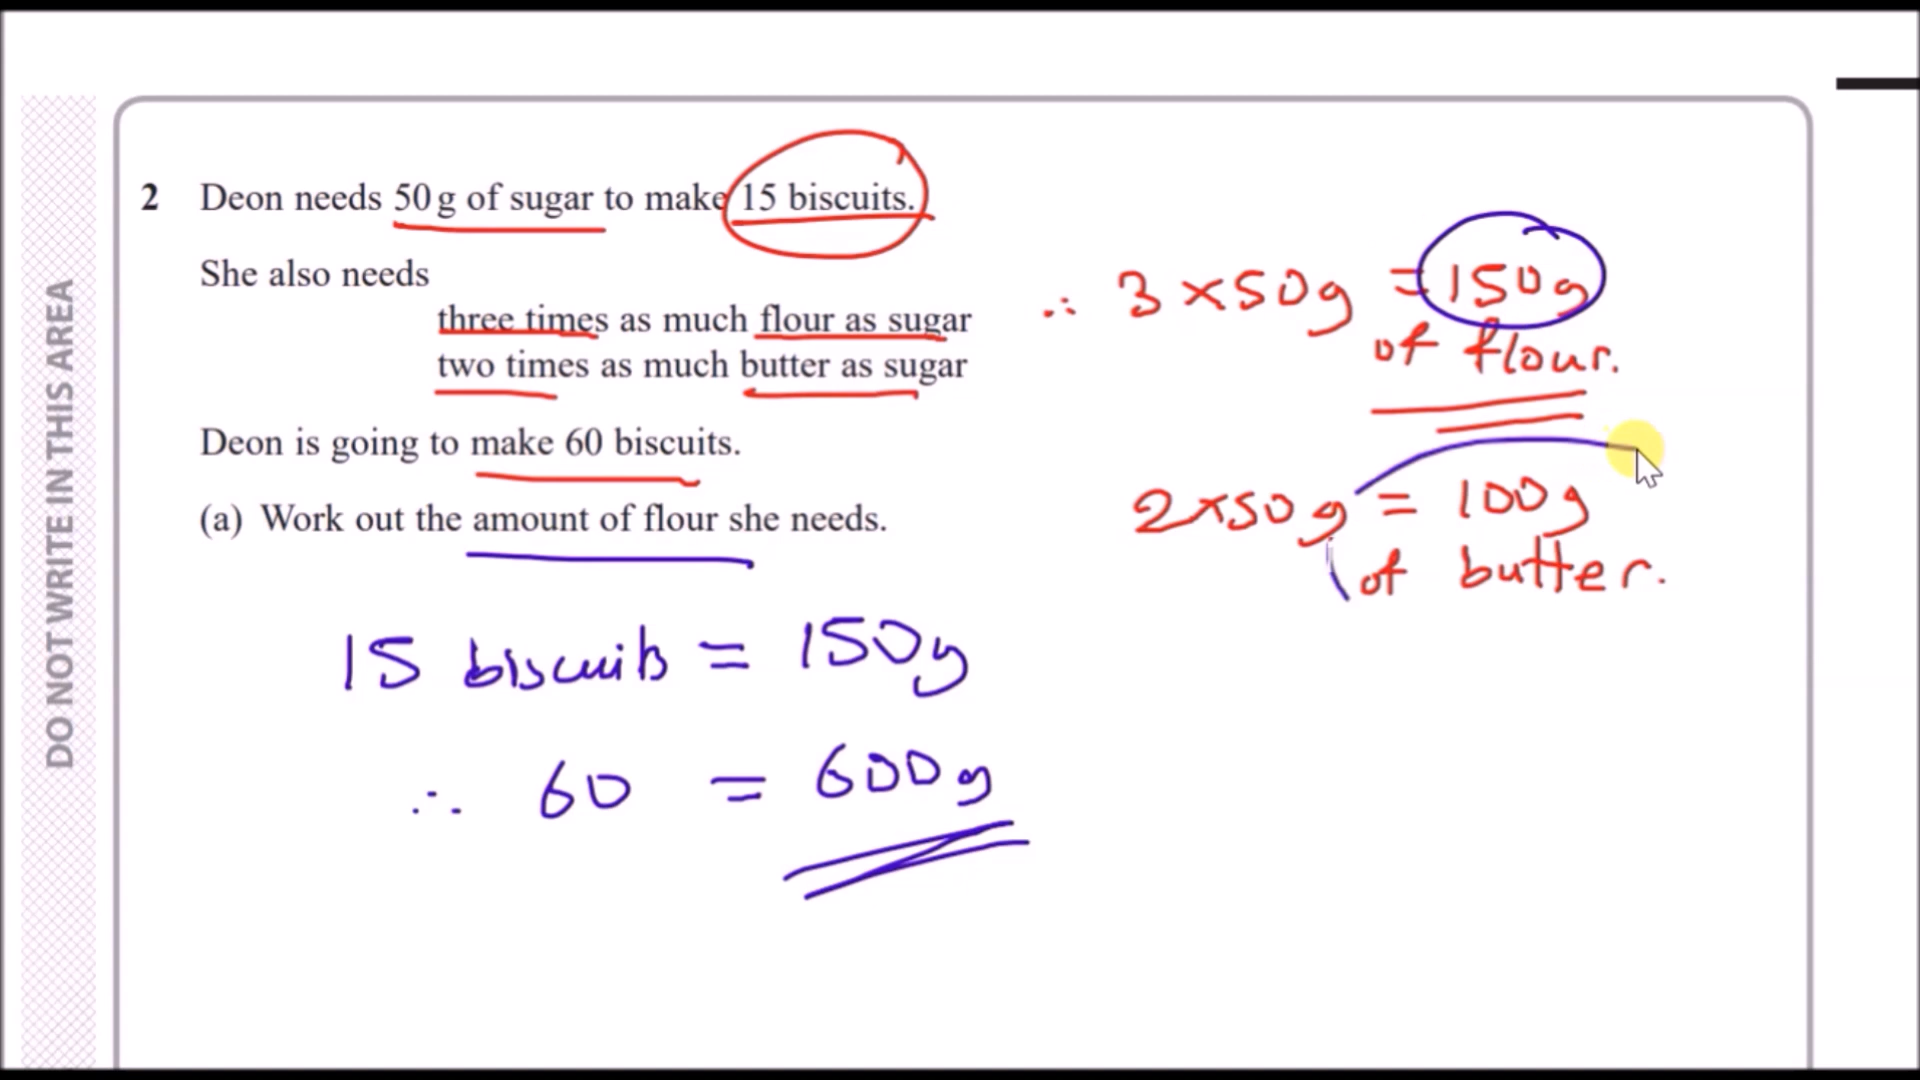 2 Deon needs 50 g of sugar to make 15 biscuits.
She also needs
three times as much flour as sugar
two times as much butter as sugar
Deon is going to make 60 biscuits.
(a) Work out the amount of flour she needs.
15 biscuits = 150g
∴ 60 = 600g
∴ 3 × 50g = 150g
of flour.
2 × 50g = 100g
of butter.
DO NOT WRITE IN THIS AREA